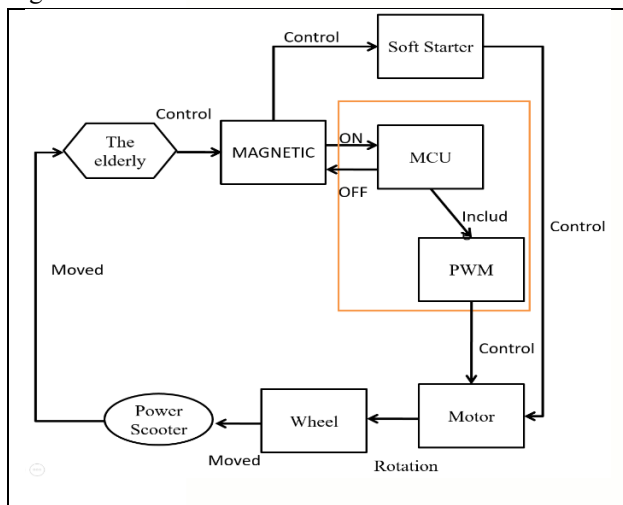 Control
Soft Starter
Control
The
elderly
MAGNETIC
ON
MCU
OFF
Includ
Control
Moved
PWM
Control
Power
Scooter
Wheel
Motor
Moved
Rotation